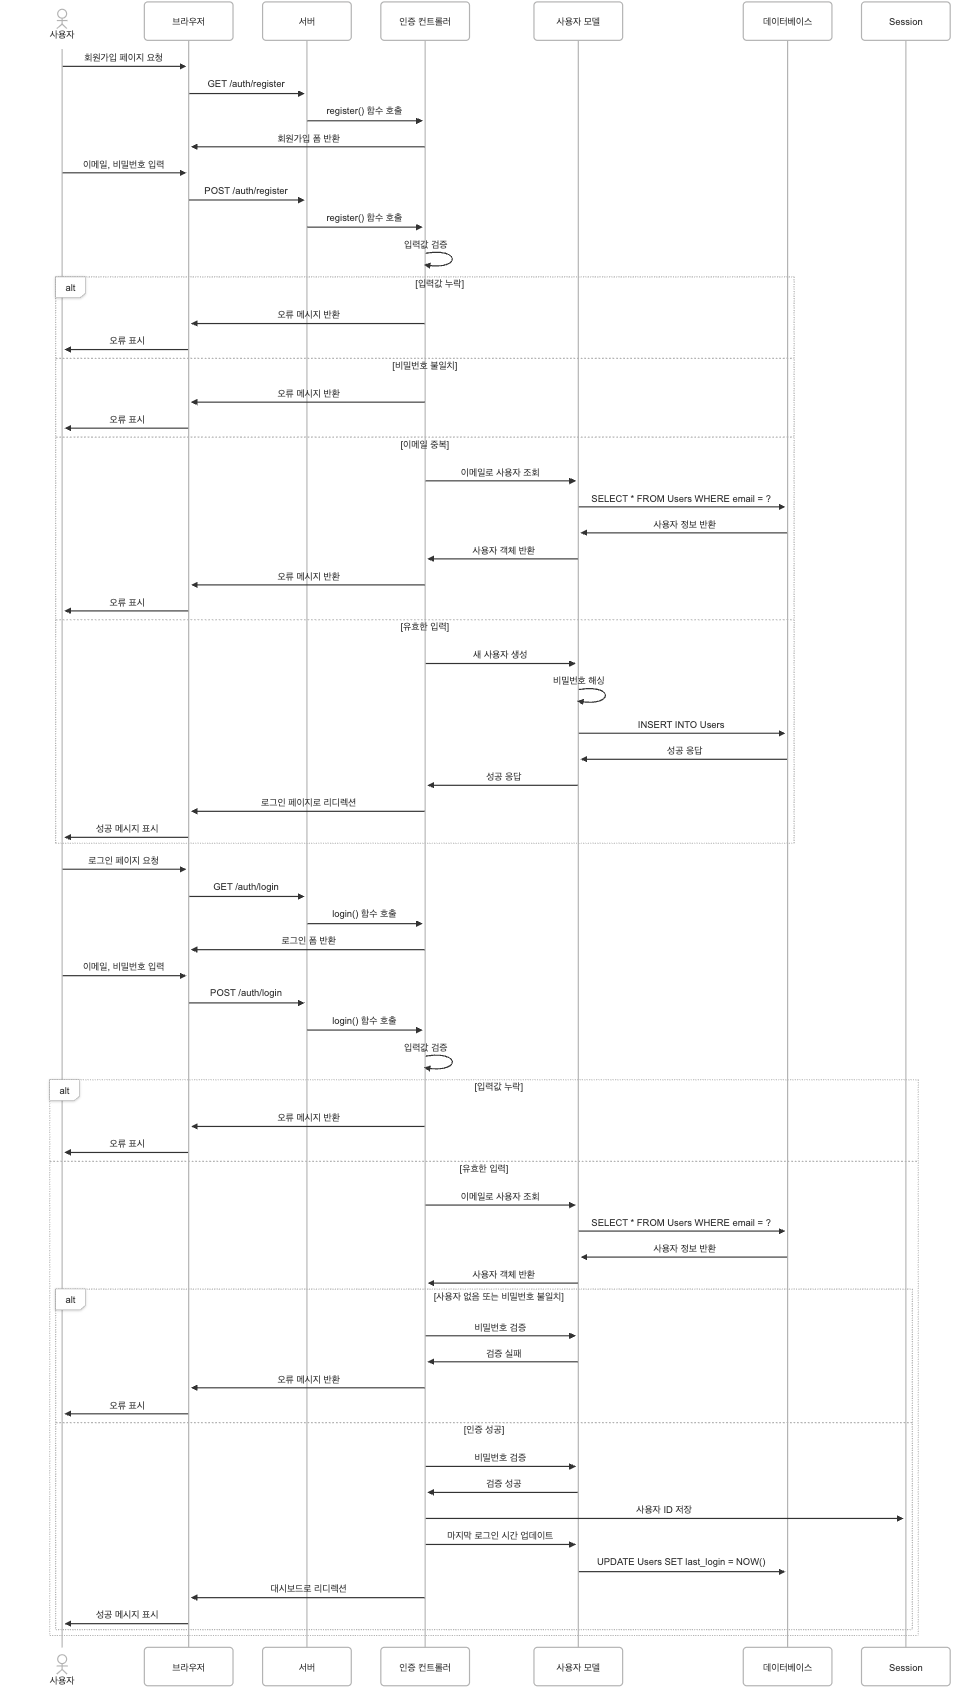 사용자
브라우저
서버
인증 컨트롤러
사용자 모델
데이터베이스
Session
회원가입 페이지 요청
GET /auth/register
register() 함수 호출
회원가입 폼 반환
이메일, 비밀번호 입력
POST /auth/register
register() 함수 호출
입력값 검증
alt
[입력값 누락]
오류 메시지 반환
오류 표시
[비밀번호 불일치]
오류 메시지 반환
오류 표시
[이메일 중복]
이메일로 사용자 조회
SELECT * FROM Users WHERE email = ?
사용자 정보 반환
사용자 객체 반환
오류 메시지 반환
오류 표시
[유효한 입력]
새 사용자 생성
비밀번호 해싱
INSERT INTO Users
성공 응답
성공 응답
로그인 페이지로 리디렉션
성공 메시지 표시
로그인 페이지 요청
GET /auth/login
login() 함수 호출
로그인 폼 반환
이메일, 비밀번호 입력
POST /auth/login
login() 함수 호출
입력값 검증
alt
[입력값 누락]
오류 메시지 반환
오류 표시
[유효한 입력]
이메일로 사용자 조회
SELECT * FROM Users WHERE email = ?
사용자 정보 반환
사용자 객체 반환
alt
[사용자 없음 또는 비밀번호 불일치]
비밀번호 검증
검증 실패
오류 메시지 반환
오류 표시
[인증 성공]
비밀번호 검증
검증 성공
사용자 ID 저장
마지막 로그인 시간 업데이트
UPDATE Users SET last_login = NOW()
대시보드로 리디렉션
성공 메시지 표시
사용자
브라우저
서버
인증 컨트롤러
사용자 모델
데이터베이스
Session